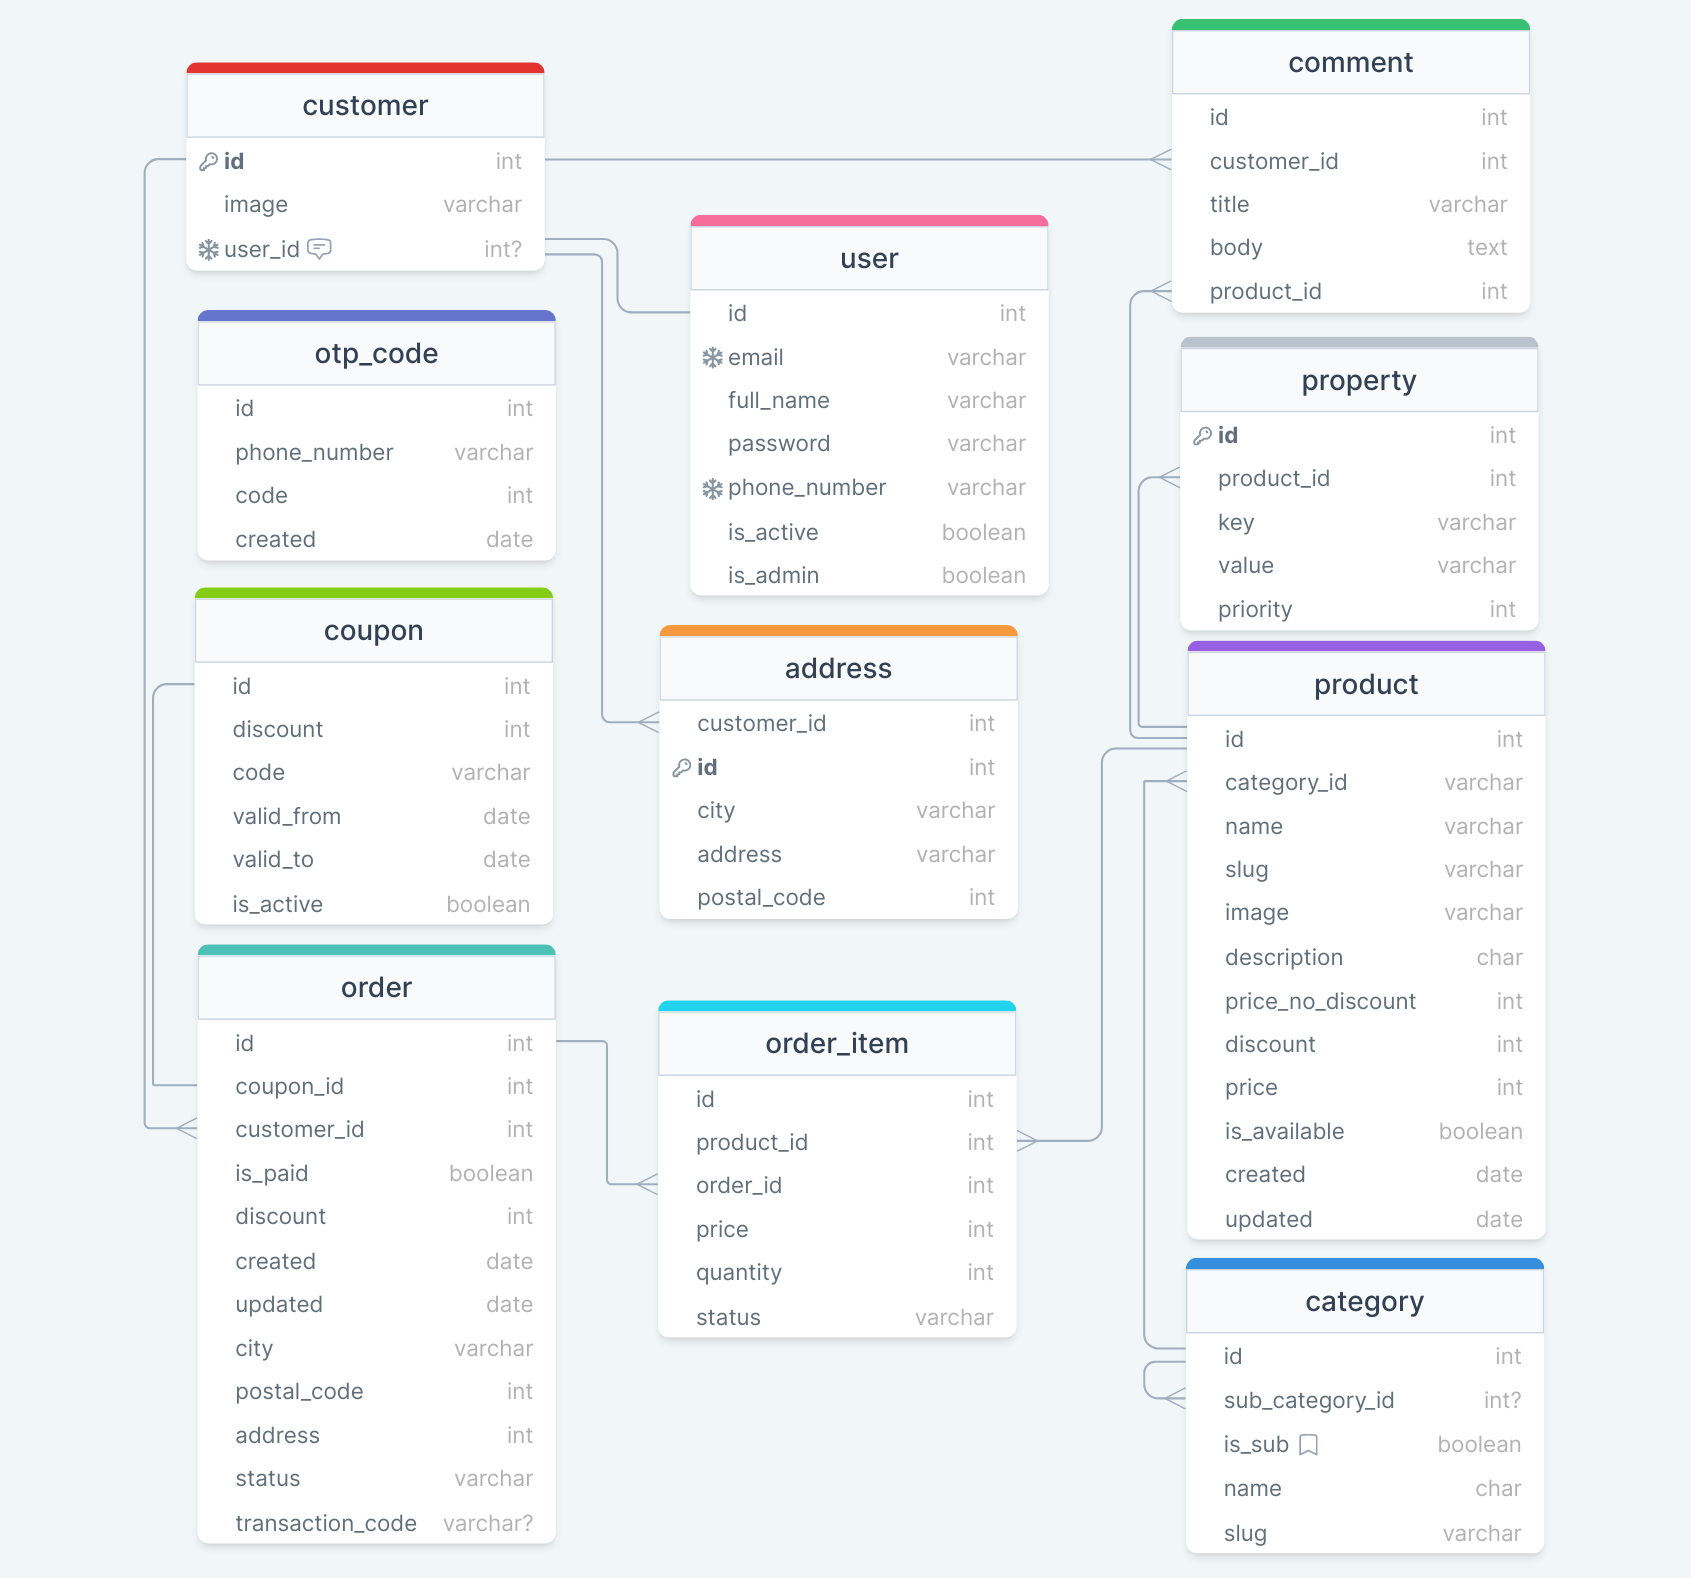 customer
id int
image varchar
user_id int?
otp_code
id int
phone_number varchar
code int
created date
coupon
id int
discount int
code varchar
valid_from date
valid_to date
is_active boolean
order
id int
coupon_id int
customer_id int
is_paid boolean
discount int
created date
updated date
city varchar
postal_code int
address int
status varchar
transaction_code varchar?
user
id int
email varchar
full_name varchar
password varchar
phone_number varchar
is_active boolean
is_admin boolean
address
customer_id int
id int
city varchar
address varchar
postal_code int
order_item
id int
product_id int
order_id int
price int
quantity int
status varchar
comment
id int
customer_id int
title varchar
body text
product_id int
property
id int
product_id int
key varchar
value varchar
priority int
product
id int
category_id varchar
name varchar
slug varchar
image varchar
description char
price_no_discount int
discount int
price int
is_available boolean
created date
updated date
category
id int
sub_category_id int?
is_sub boolean
name char
slug varchar